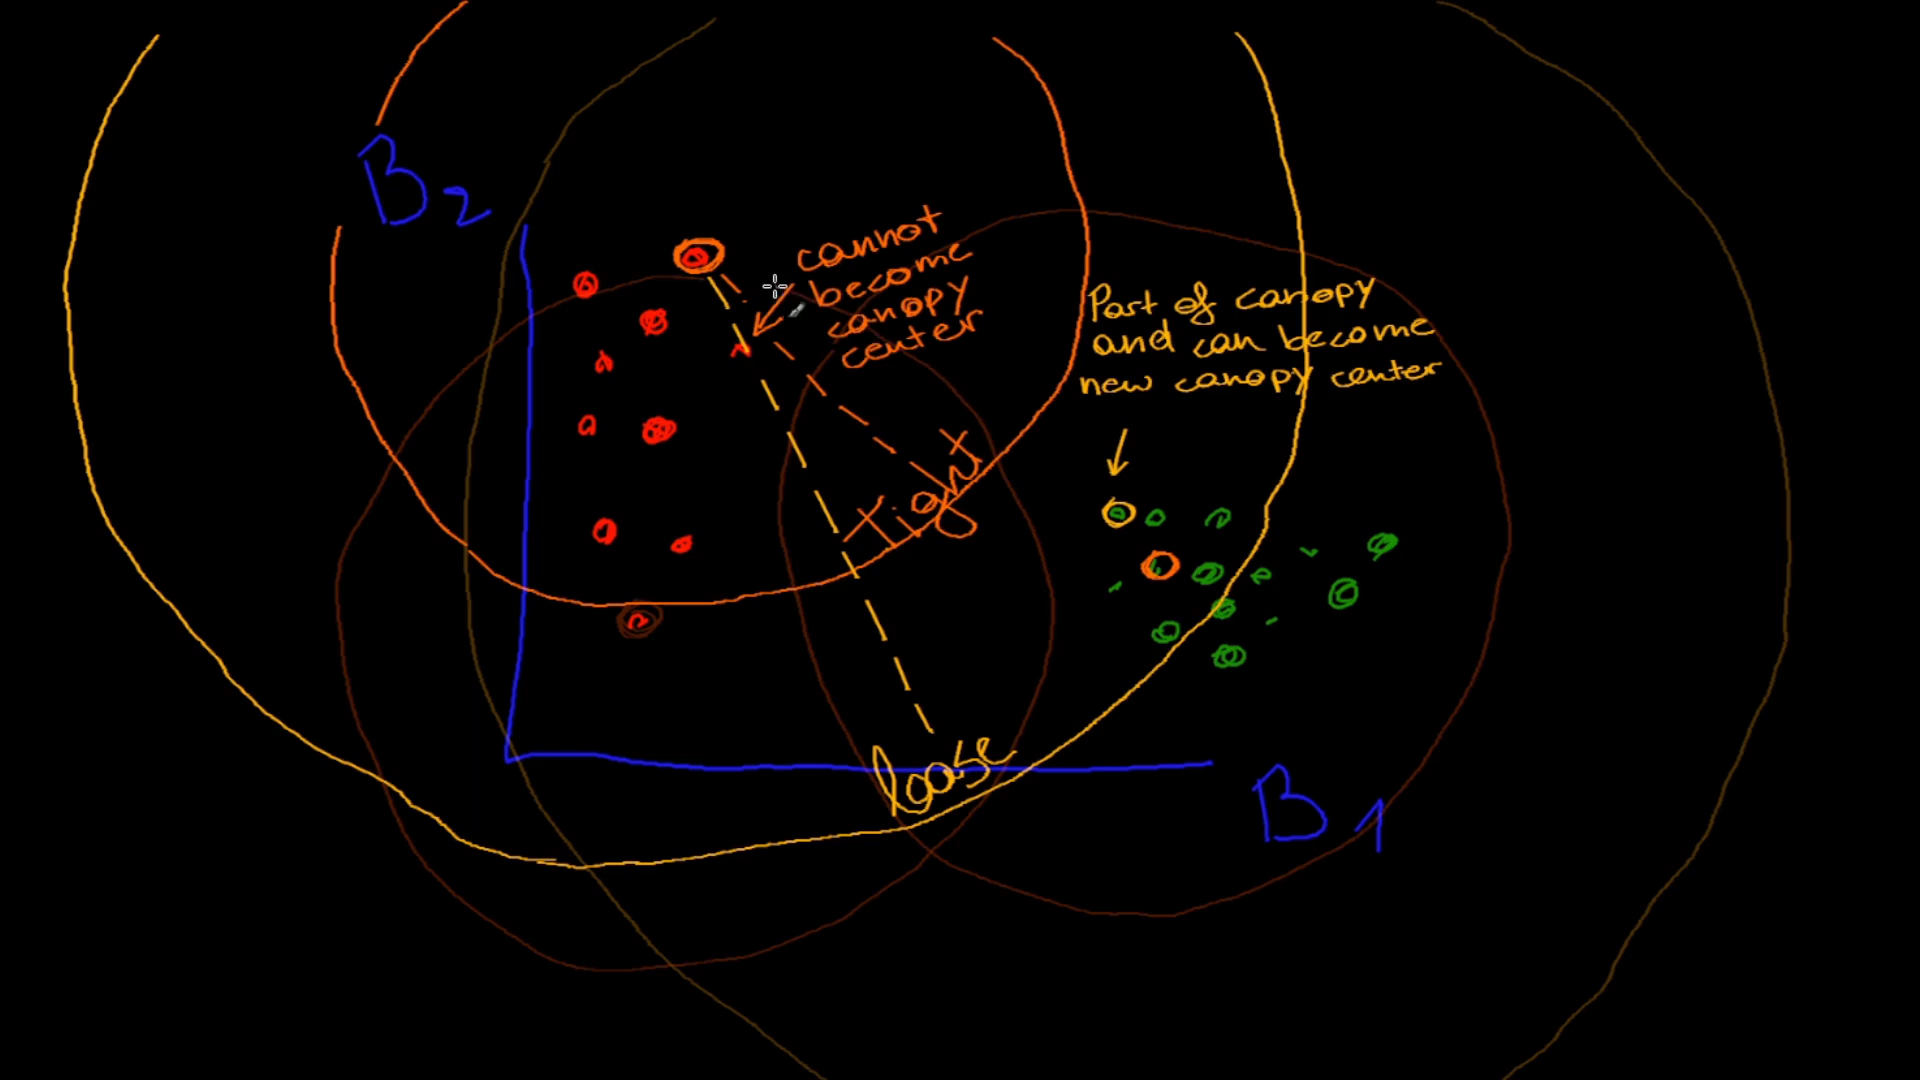 B2
cannot
become
canopy
center
Part of canopy
and can become
new canopy center
Tight
loose
B1